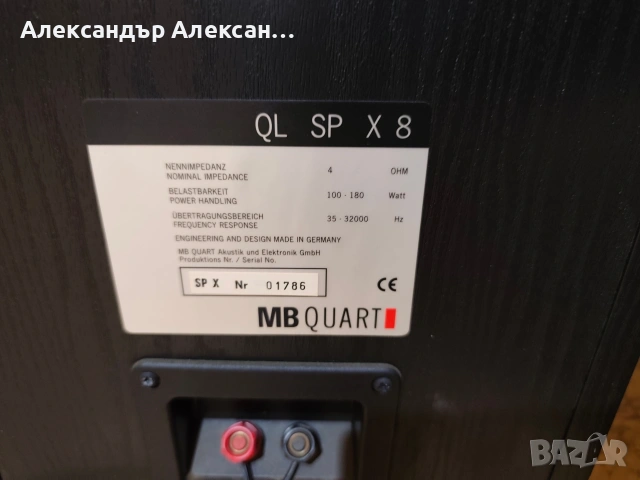 Александър Алексан...
QL SP X 8
NENNIMPEDANZ
NOMINAL IMPEDANCE 4 OHM
BELASTBARKEIT
POWER HANDLING 100 - 180 Watt
ÜBERTRAGUNGSBEREICH
FREQUENCY RESPONSE 35 - 32000 Hz
ENGINEERING AND DESIGN MADE IN GERMANY
MB QUART Akustik und Elektronik GmbH
Produktions Nr. / Serial No.
SP X Nr 01786
CE
MB QUART
BAZAR